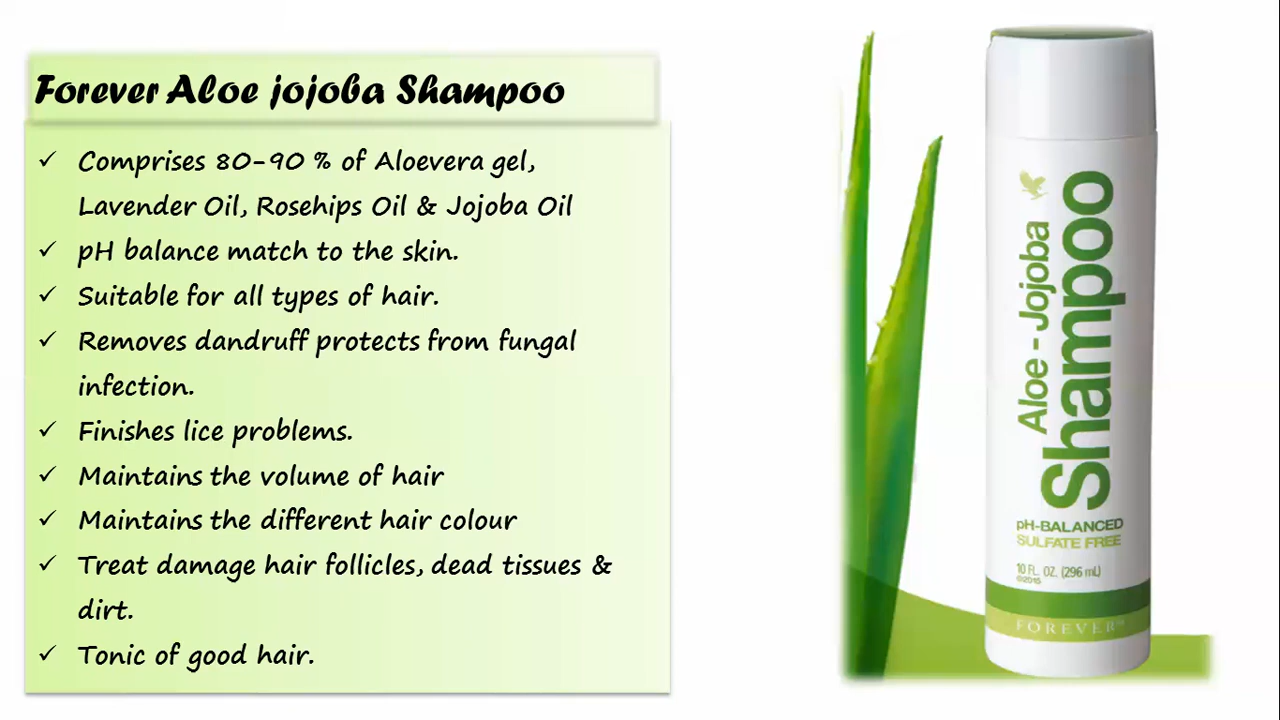 Forever Aloe jojoba Shampoo
✓ Comprises 80-90 % of Aloevera gel,
Lavender Oil, Rosehips Oil & Jojoba Oil
✓ pH balance match to the skin.
✓ Suitable for all types of hair.
✓ Removes dandruff protects from fungal
infection.
✓ Finishes lice problems.
✓ Maintains the volume of hair
✓ Maintains the different hair colour
✓ Treat damage hair follicles, dead tissues &
dirt.
✓ Tonic of good hair.
Aloe - Jojoba
Shampoo
pH-BALANCED
SULFATE FREE
10 FL. OZ. (296 mL)
©2015
FOREVER™